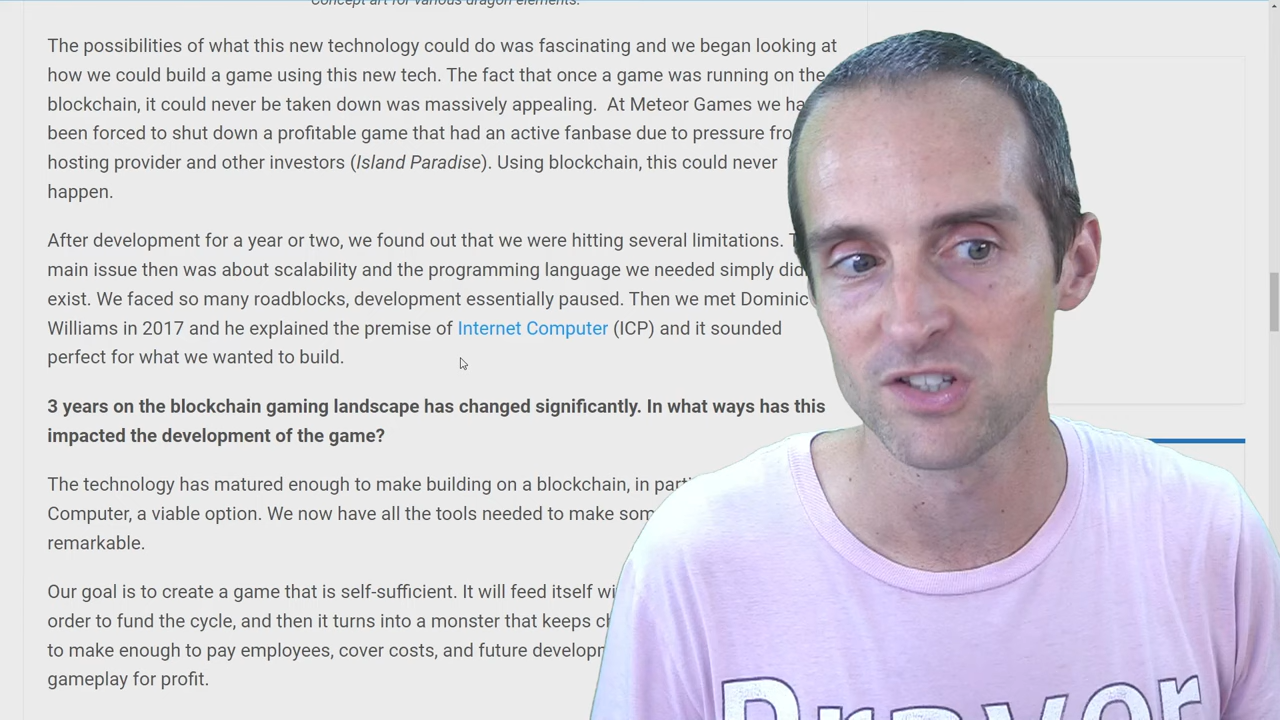 Concept art for various dragon elements.
The possibilities of what this new technology could do was fascinating and we began looking at
how we could build a game using this new tech. The fact that once a game was running on the
blockchain, it could never be taken down was massively appealing. At Meteor Games we ha
been forced to shut down a profitable game that had an active fanbase due to pressure fro
hosting provider and other investors (Island Paradise). Using blockchain, this could never
happen.
After development for a year or two, we found out that we were hitting several limitations. T
main issue then was about scalability and the programming language we needed simply did
exist. We faced so many roadblocks, development essentially paused. Then we met Dominic
Williams in 2017 and he explained the premise of Internet Computer (ICP) and it sounded
perfect for what we wanted to build.
3 years on the blockchain gaming landscape has changed significantly. In what ways has this
impacted the development of the game?
The technology has matured enough to make building on a blockchain, in parti
Computer, a viable option. We now have all the tools needed to make som
remarkable.
Our goal is to create a game that is self-sufficient. It will feed itself wi
order to fund the cycle, and then it turns into a monster that keeps c
to make enough to pay employees, cover costs, and future developm
gameplay for profit.
Prayer